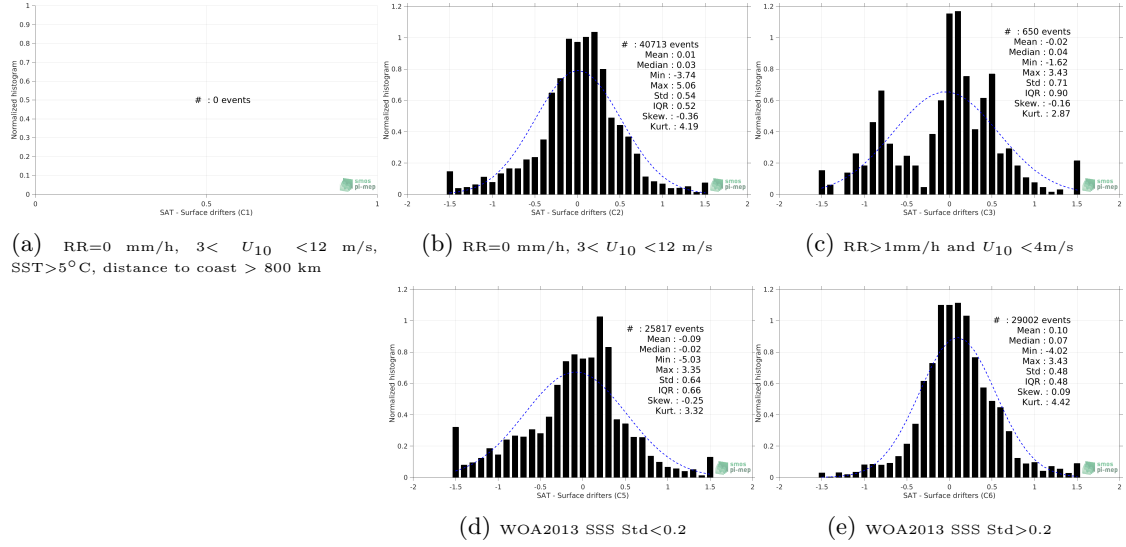 1
0.9
0.8
0.7
0.6
0.5
0.4
0.3
0.2
0.1
0
Normalized histogram
# : 0 events
0 0.5 1
SAT - Surface drifters (C1)
smos
pi-mep
(a) RR=0 mm/h, 3< U10 <12 m/s,
SST>5°C, distance to coast > 800 km
1.2
1
0.8
0.6
0.4
0.2
0
Normalized histogram
# : 40713 events
Mean : 0.01
Median : 0.03
Min : -3.74
Max : 5.06
Std : 0.54
IQR : 0.52
Skew. : -0.36
Kurt. : 4.19
-2 -1.5 -1 -0.5 0 0.5 1 1.5 2
SAT - Surface drifters (C2)
smos
pi-mep
(b) RR=0 mm/h, 3< U10 <12 m/s
1.2
1
0.8
0.6
0.4
0.2
0
Normalized histogram
# : 650 events
Mean : -0.02
Median : 0.04
Min : -1.62
Max : 3.43
Std : 0.71
IQR : 0.90
Skew. : -0.16
Kurt. : 2.87
-2 -1.5 -1 -0.5 0 0.5 1 1.5 2
SAT - Surface drifters (C3)
smos
pi-mep
(c) RR>1mm/h and U10 <4m/s
1.2
1
0.8
0.6
0.4
0.2
0
Normalized histogram
# : 25817 events
Mean : -0.09
Median : -0.02
Min : -5.03
Max : 3.35
Std : 0.64
IQR : 0.66
Skew. : -0.25
Kurt. : 3.32
-2 -1.5 -1 -0.5 0 0.5 1 1.5 2
SAT - Surface drifters (C5)
smos
pi-mep
(d) WOA2013 SSS Std<0.2
1.2
1
0.8
0.6
0.4
0.2
0
Normalized histogram
# : 29002 events
Mean : 0.10
Median : 0.07
Min : -4.02
Max : 3.43
Std : 0.48
IQR : 0.48
Skew. : 0.09
Kurt. : 4.42
-2 -1.5 -1 -0.5 0 0.5 1 1.5 2
SAT - Surface drifters (C6)
smos
pi-mep
(e) WOA2013 SSS Std>0.2